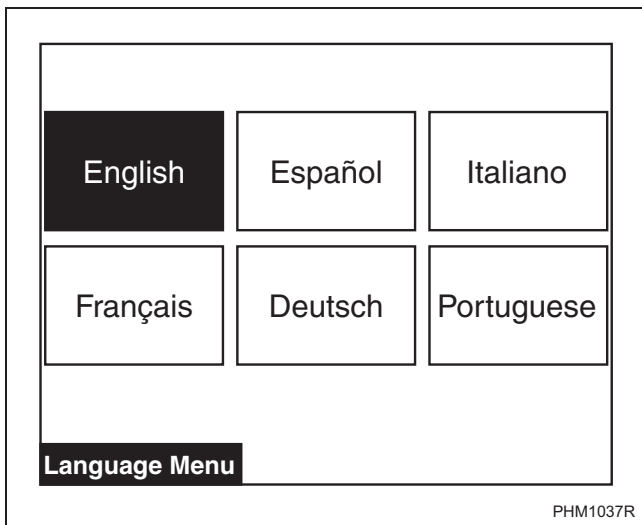 English Español Italiano
Français Deutsch Portuguese
Language Menu
PHM1037R